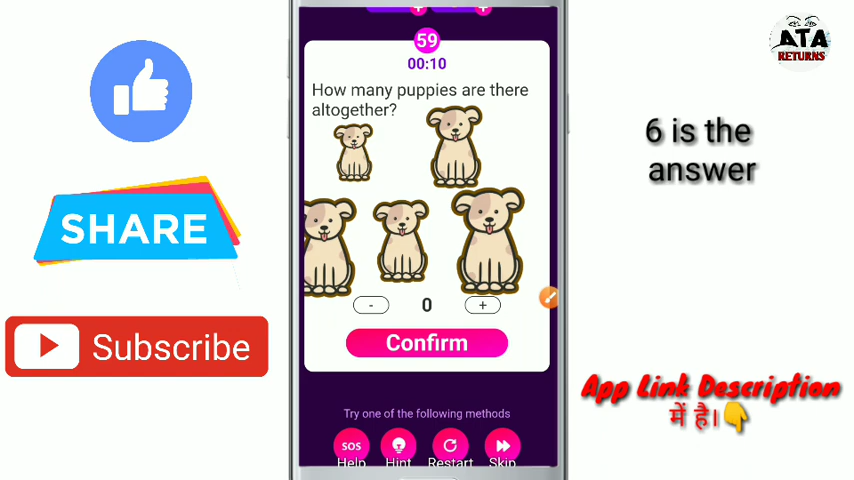 59
00:10
How many puppies are there
altogether?
- 0 +
Confirm
Try one of the following methods
SOS
Help Hint Restart Skip
SHARE
Subscribe
ATA
RETURNS
6 is the
answer
App Link Description
में है।👇